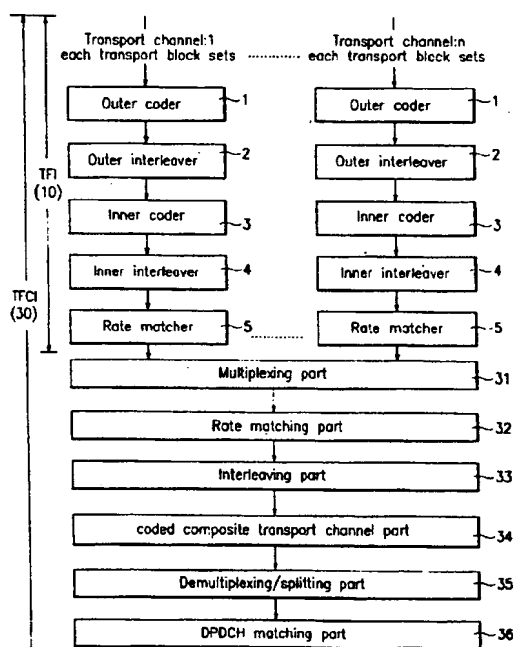 Transport channel:1
each transport block sets
Transport channel:n
each transport block sets
Outer coder
1
Outer coder
1
Outer interleaver
2
Outer interleaver
2
TFI
(10)
Inner coder
3
Inner coder
3
Inner interleaver
4
Inner interleaver
4
TFCI
(30)
Rate matcher
5
Rate matcher
5
Multiplexing part
31
Rate matching part
32
Interleaving part
33
coded composite transport channel part
34
Demultiplexing/splitting part
35
DPDCH matching part
36